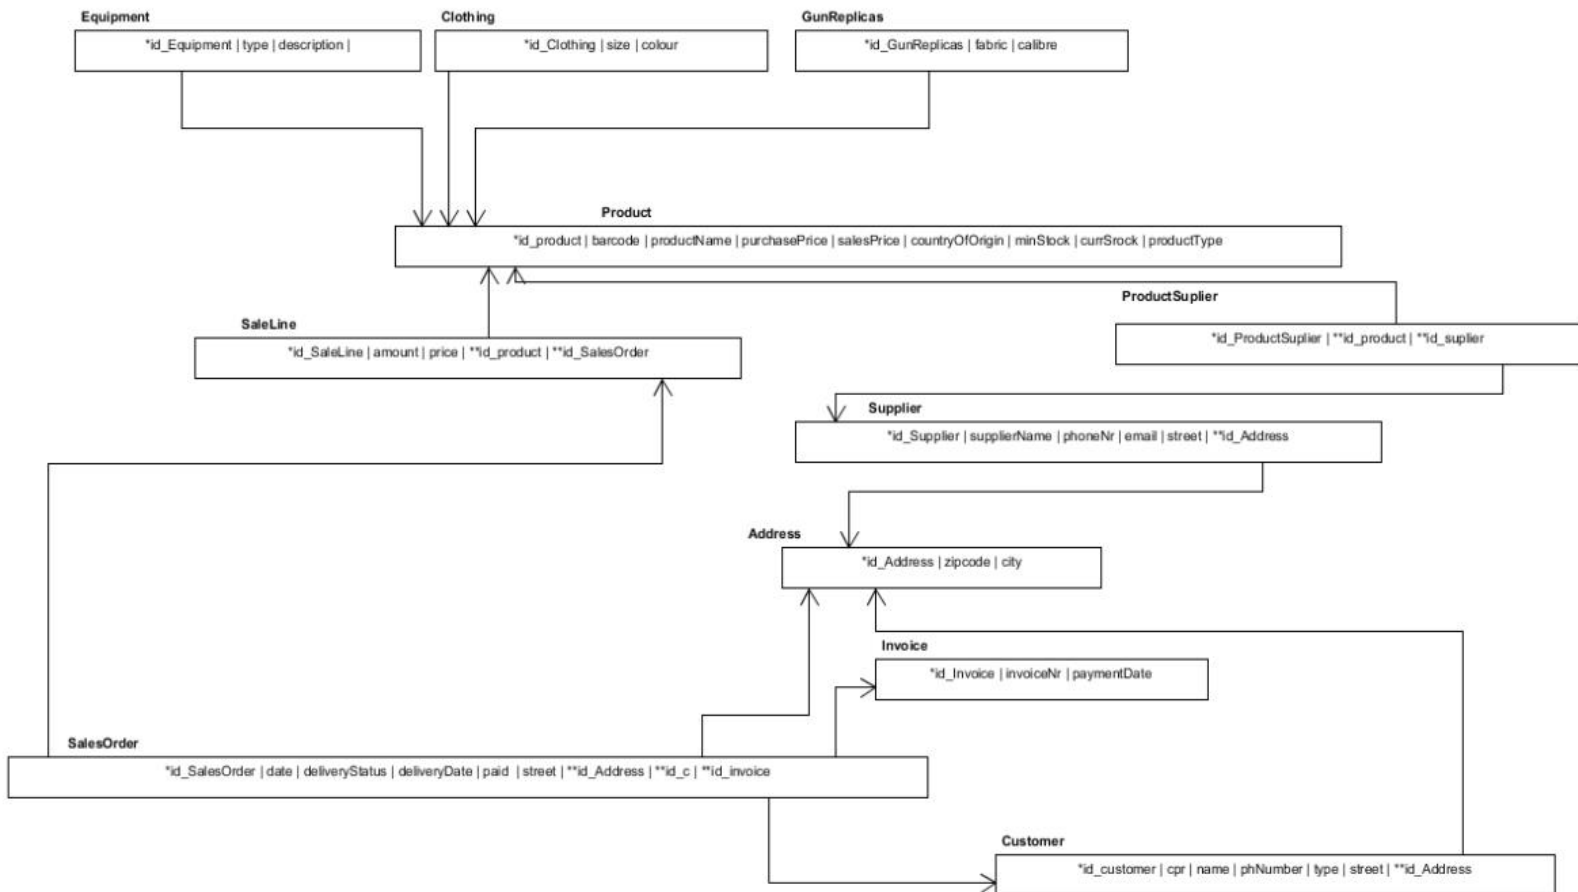 Equipment
*id_Equipment | type | description |
Clothing
*id_Clothing | size | colour
GunReplicas
*id_GunReplicas | fabric | calibre
Product
*id_product | barcode | productName | purchasePrice | salesPrice | countryOfOrigin | minStock | currSrock | productType
ProductSuplier
*id_ProductSuplier | **id_product | **id_suplier
SaleLine
*id_SaleLine | amount | price | **id_product | **id_SalesOrder
Supplier
*id_Supplier | supplierName | phoneNr | email | street | **id_Address
Address
*id_Address | zipcode | city
Invoice
*id_Invoice | invoiceNr | paymentDate
SalesOrder
*id_SalesOrder | date | deliveryStatus | deliveryDate | paid | street | **id_Address | **id_c | **id_invoice
Customer
*id_customer | cpr | name | phNumber | type | street | **id_Address